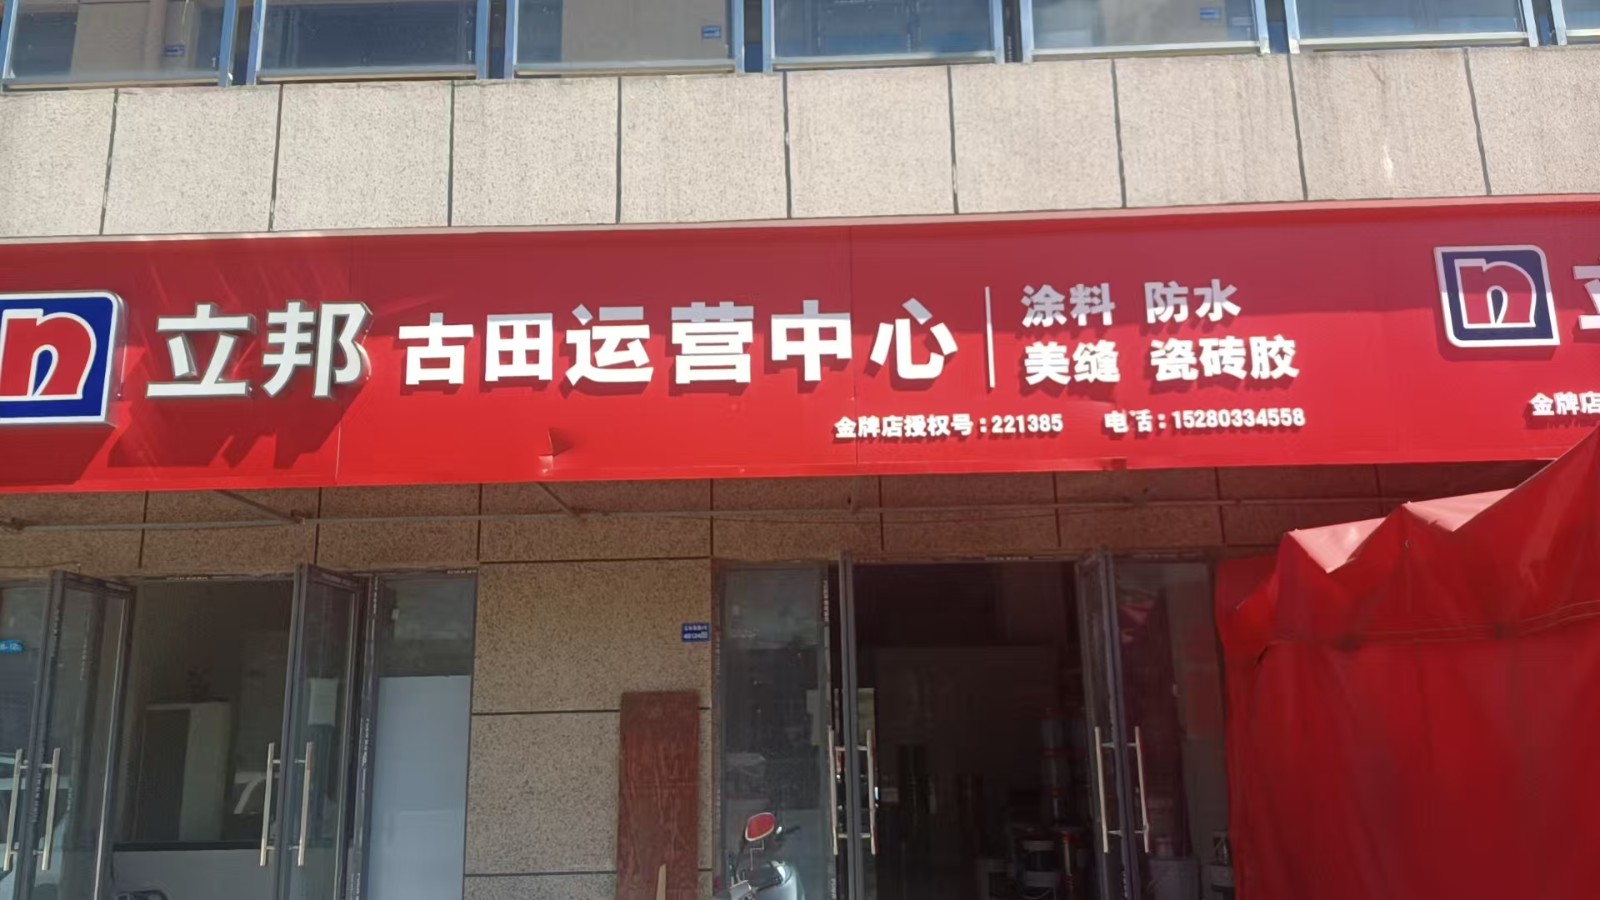 n 立邦 古田运营中心
涂料 防水
美缝 瓷砖胶
金牌店授权号：221385 电话：15280334558
n
金牌店